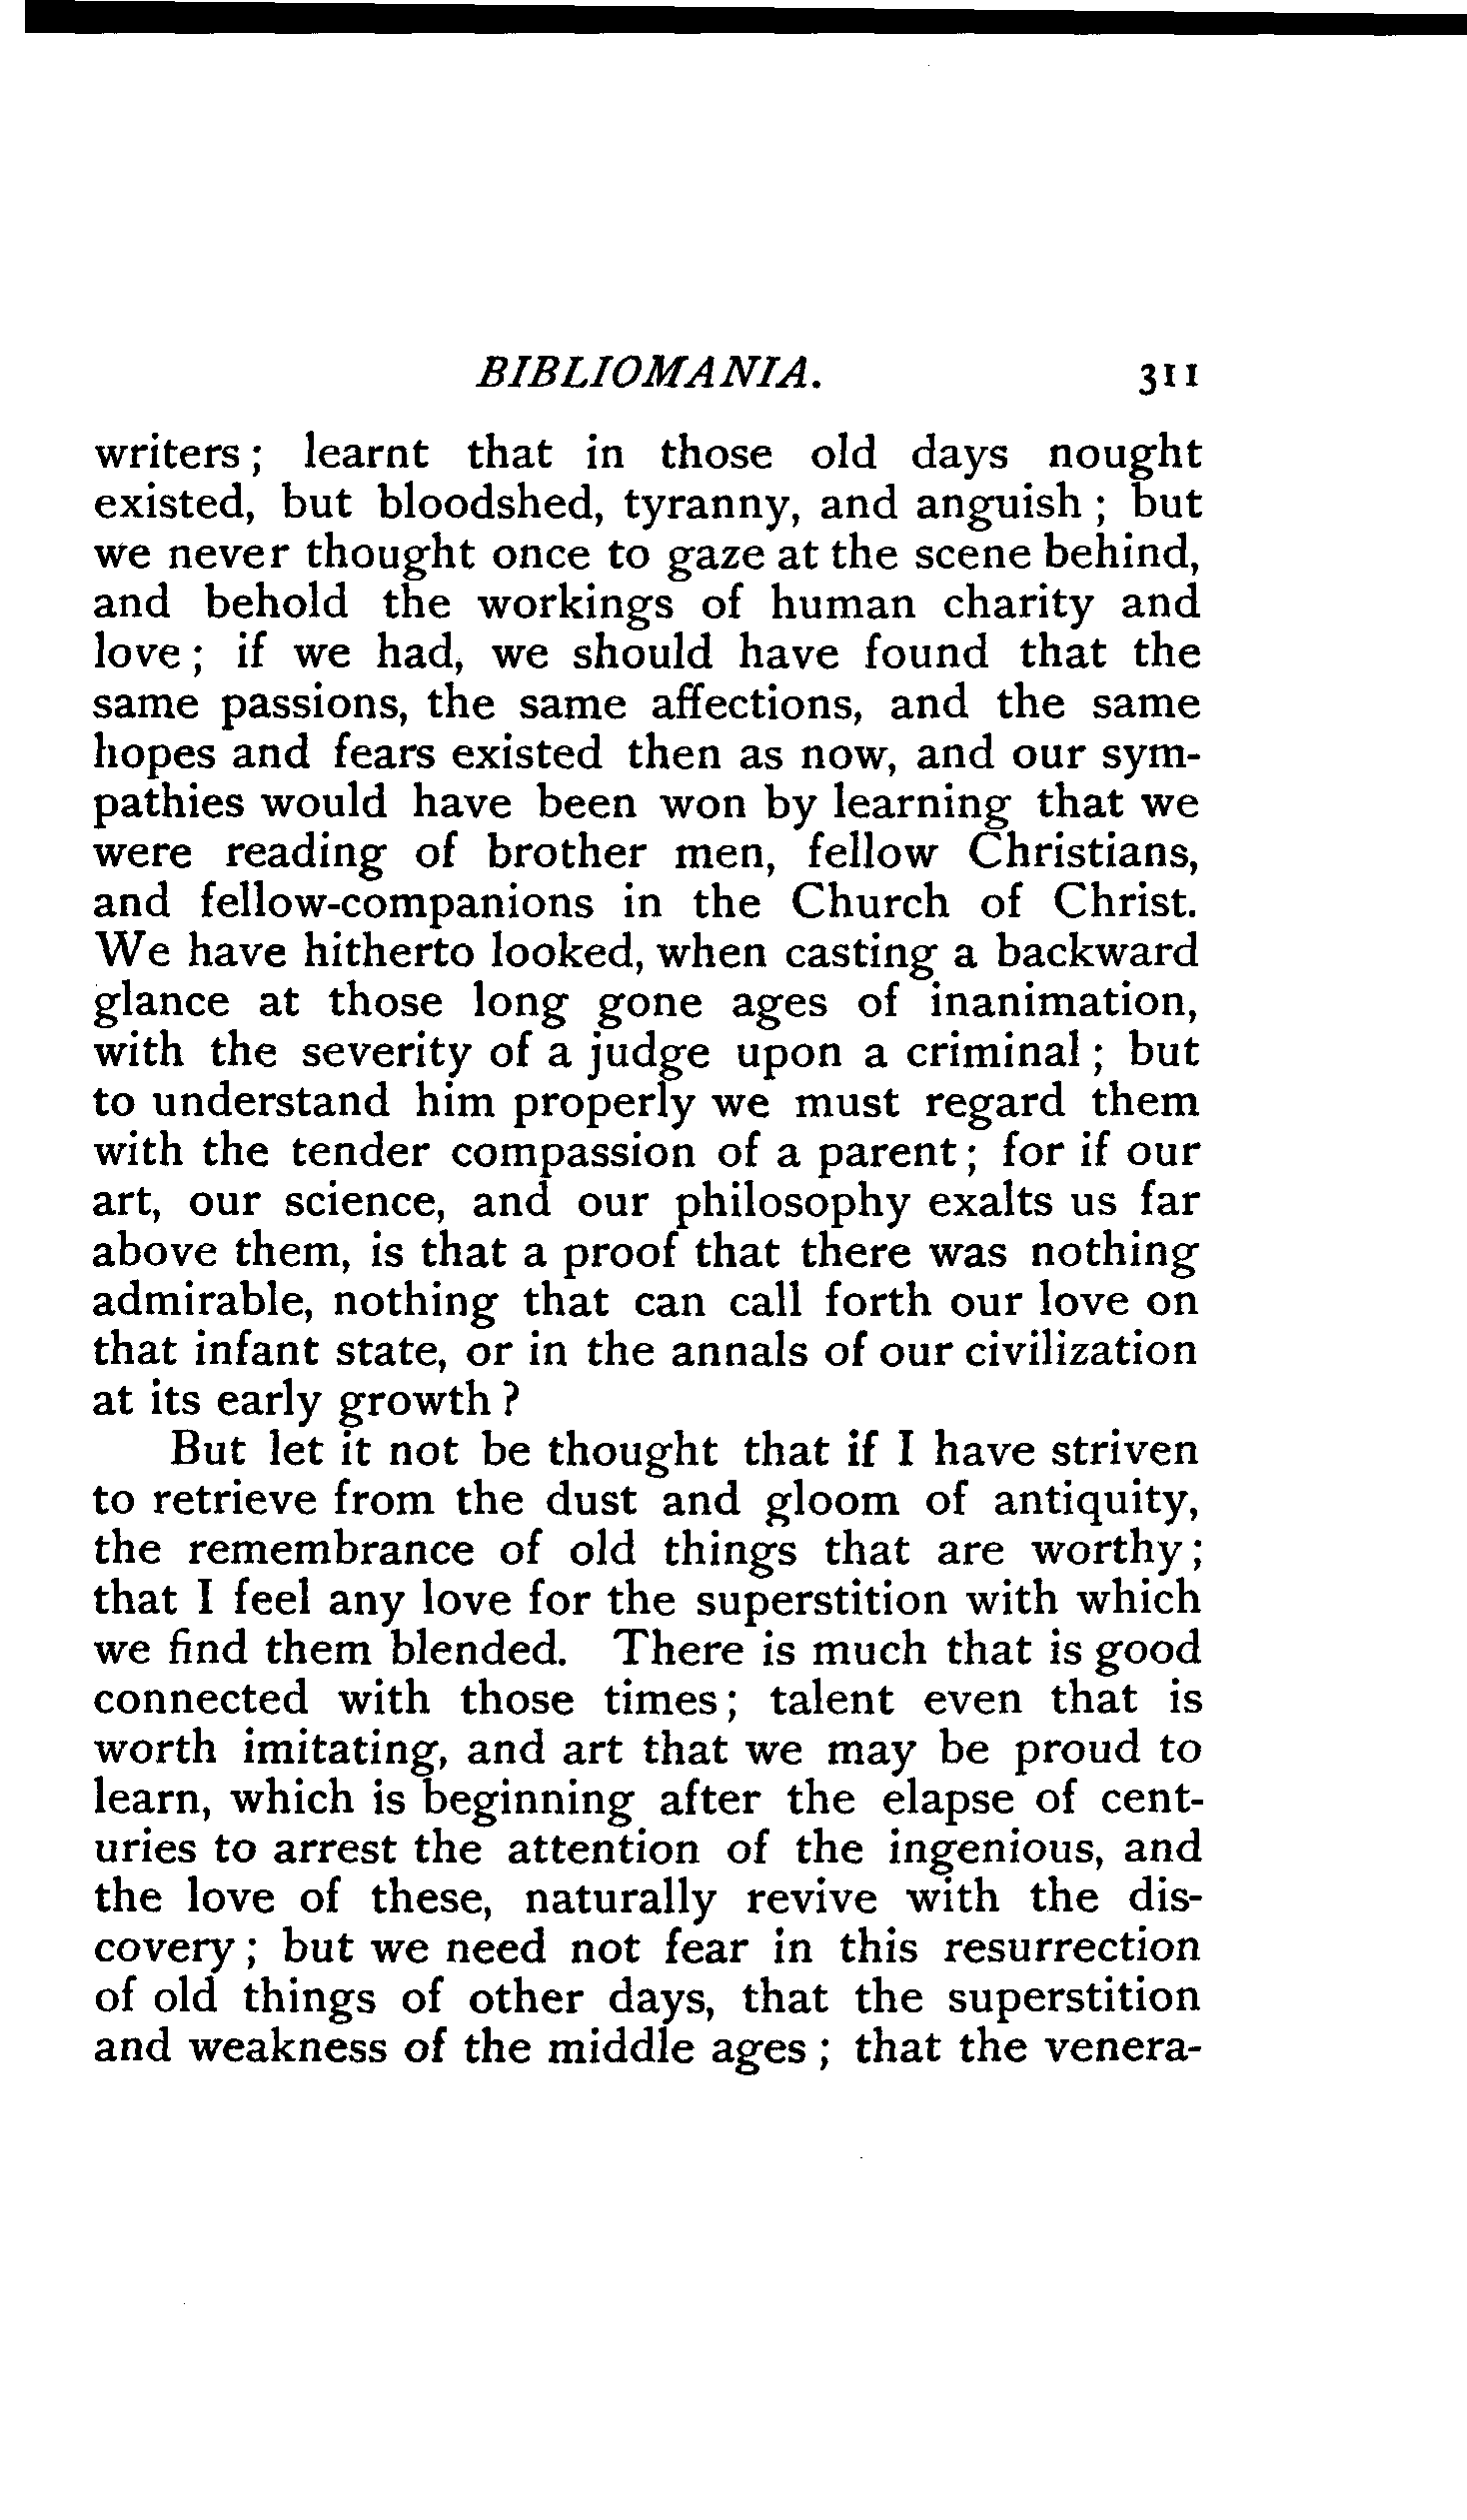 BIBLIOMANIA. 311
writers; learnt that in those old days nought
existed, but bloodshed, tyranny, and anguish; but
we never thought once to gaze at the scene behind,
and behold the workings of human charity and
love; if we had, we should have found that the
same passions, the same affections, and the same
hopes and fears existed then as now, and our sym-
pathies would have been won by learning that we
were reading of brother men, fellow Christians,
and fellow-companions in the Church of Christ.
We have hitherto looked, when casting a backward
glance at those long gone ages of inanimation,
with the severity of a judge upon a criminal; but
to understand him properly we must regard them
with the tender compassion of a parent; for if our
art, our science, and our philosophy exalts us far
above them, is that a proof that there was nothing
admirable, nothing that can call forth our love on
that infant state, or in the annals of our civilization
at its early growth?
But let it not be thought that if I have striven
to retrieve from the dust and gloom of antiquity,
the remembrance of old things that are worthy;
that I feel any love for the superstition with which
we find them blended. There is much that is good
connected with those times; talent even that is
worth imitating, and art that we may be proud to
learn, which is beginning after the elapse of cent-
uries to arrest the attention of the ingenious, and
the love of these, naturally revive with the dis-
covery; but we need not fear in this resurrection
of old things of other days, that the superstition
and weakness of the middle ages; that the venera-